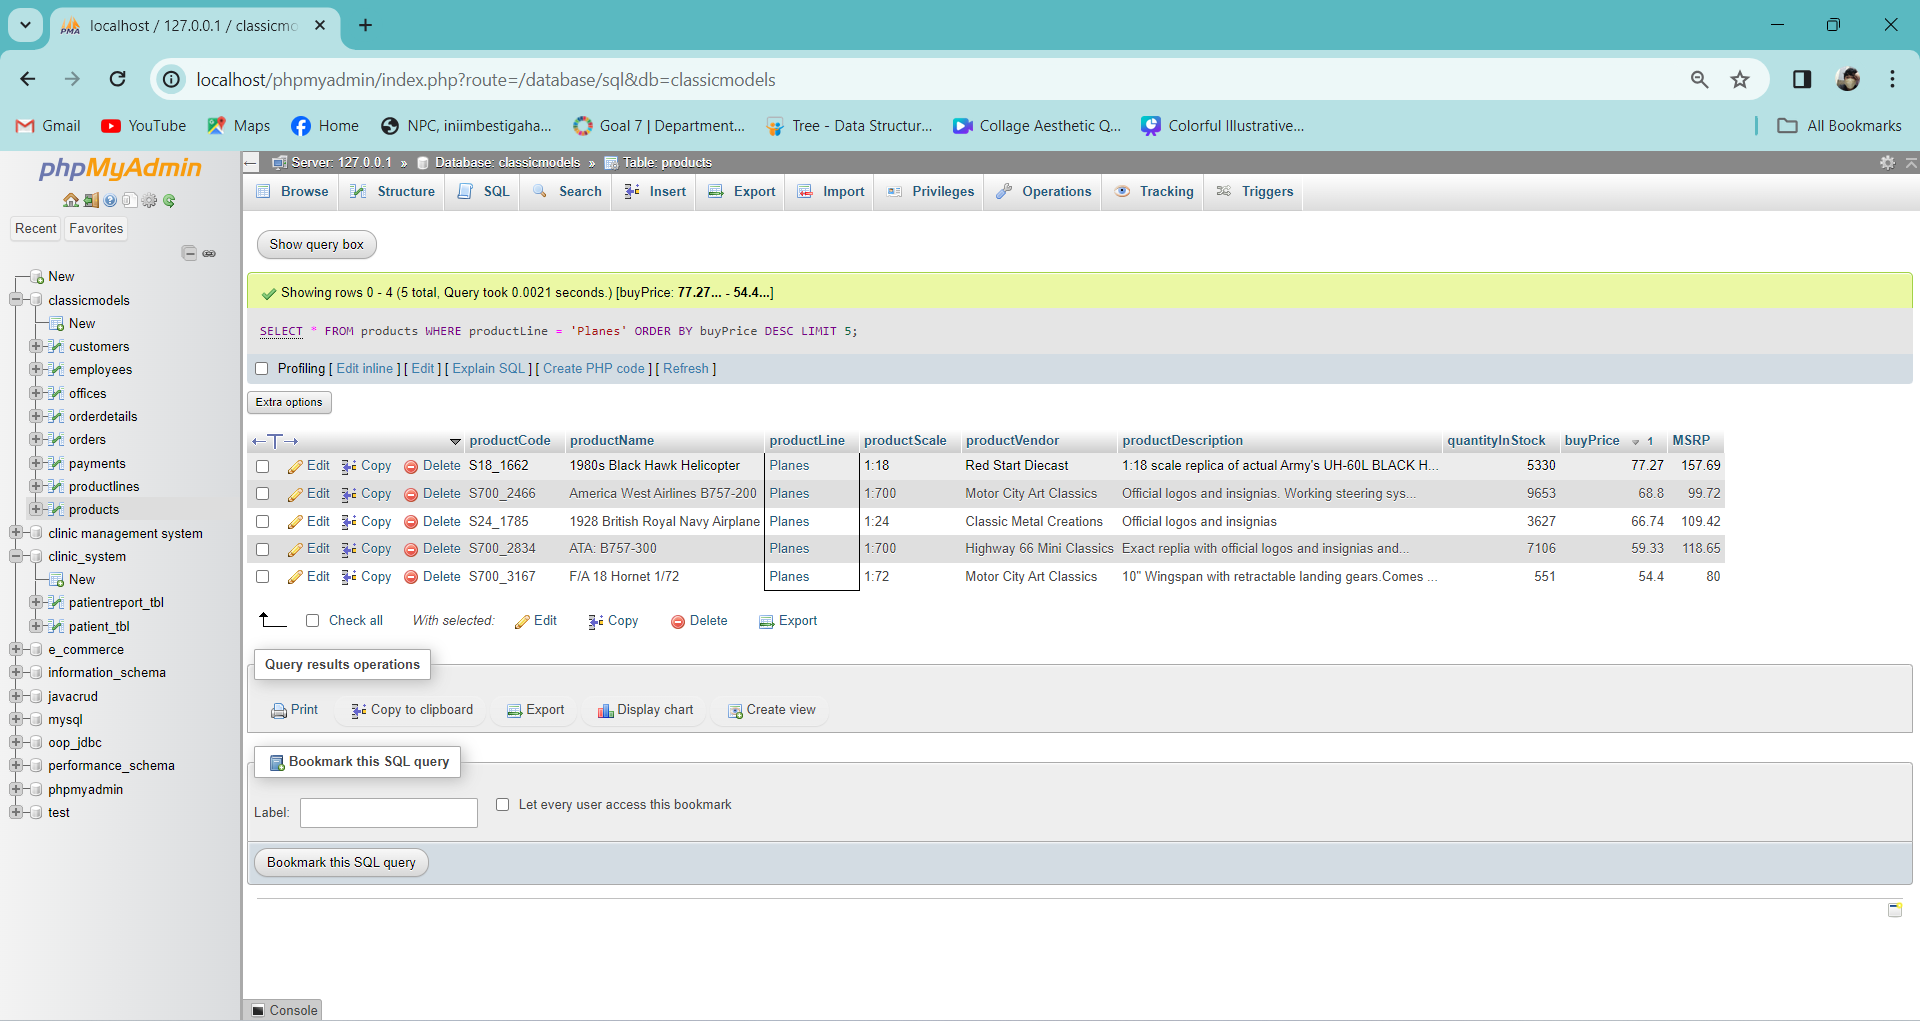 localhost / 127.0.0.1 / classicmo
localhost/phpmyadmin/index.php?route=/database/sql&db=classicmodels
Gmail YouTube Maps Home NPC, iniimbestigaha... Goal 7 | Department... Tree - Data Structur... Collage Aesthetic Q... Colorful Illustrative... All Bookmarks
phpMyAdmin
Recent Favorites
New
classicmodels
New
customers
employees
offices
orderdetails
orders
payments
productlines
products
clinic management system
clinic_system
New
patientreport_tbl
patient_tbl
e_commerce
information_schema
javacrud
mysql
oop_jdbc
performance_schema
phpmyadmin
test
Server: 127.0.0.1 » Database: classicmodels » Table: products
Browse Structure SQL Search Insert Export Import Privileges Operations Tracking Triggers
Show query box
Showing rows 0 - 4 (5 total, Query took 0.0021 seconds.) [buyPrice: 77.27... - 54.4...]
SELECT * FROM products WHERE productLine = 'Planes' ORDER BY buyPrice DESC LIMIT 5;
Profiling [ Edit inline ] [ Edit ] [ Explain SQL ] [ Create PHP code ] [ Refresh ]
Extra options
←T→ productCode productName productLine productScale productVendor productDescription quantityInStock buyPrice 1 MSRP
Edit Copy Delete S18_1662 1980s Black Hawk Helicopter Planes 1:18 Red Start Diecast 1:18 scale replica of actual Army's UH-60L BLACK H... 5330 77.27 157.69
Edit Copy Delete S700_2466 America West Airlines B757-200 Planes 1:700 Motor City Art Classics Official logos and insignias. Working steering sys... 9653 68.8 99.72
Edit Copy Delete S24_1785 1928 British Royal Navy Airplane Planes 1:24 Classic Metal Creations Official logos and insignias 3627 66.74 109.42
Edit Copy Delete S700_2834 ATA: B757-300 Planes 1:700 Highway 66 Mini Classics Exact replia with official logos and insignias and... 7106 59.33 118.65
Edit Copy Delete S700_3167 F/A 18 Hornet 1/72 Planes 1:72 Motor City Art Classics 10" Wingspan with retractable landing gears.Comes ... 551 54.4 80
Check all With selected: Edit Copy Delete Export
Query results operations
Print Copy to clipboard Export Display chart Create view
Bookmark this SQL query
Label: Let every user access this bookmark
Bookmark this SQL query
Console